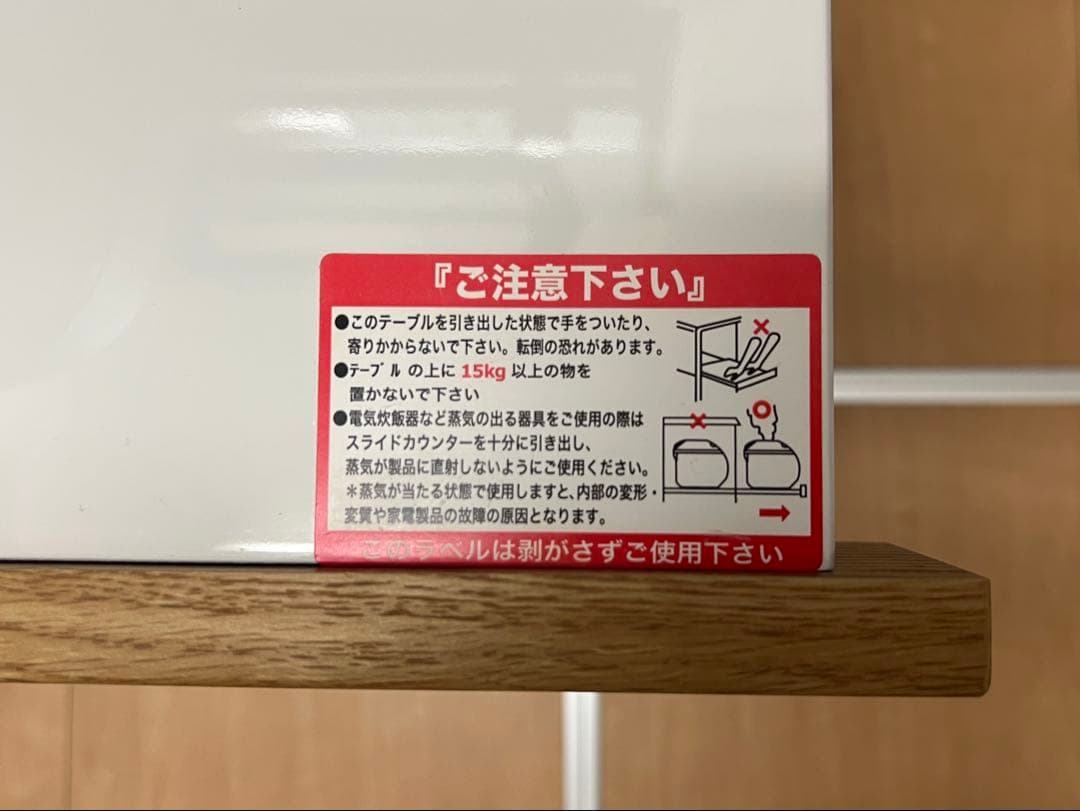 『ご注意下さい』
●このテーブルを引き出した状態で手をついたり、
寄りかからないで下さい。転倒の恐れがあります。
●ﾃｰﾌﾞﾙ の上に 15kg 以上の物を
置かないで下さい
●電気炊飯器など蒸気の出る器具をご使用の際は
スライドカウンターを十分に引き出し、
蒸気が製品に直射しないようにご使用ください。
＊蒸気が当たる状態で使用しますと、内部の変形・
変質や家電製品の故障の原因となります。
このラベルは剥がさずご使用下さい